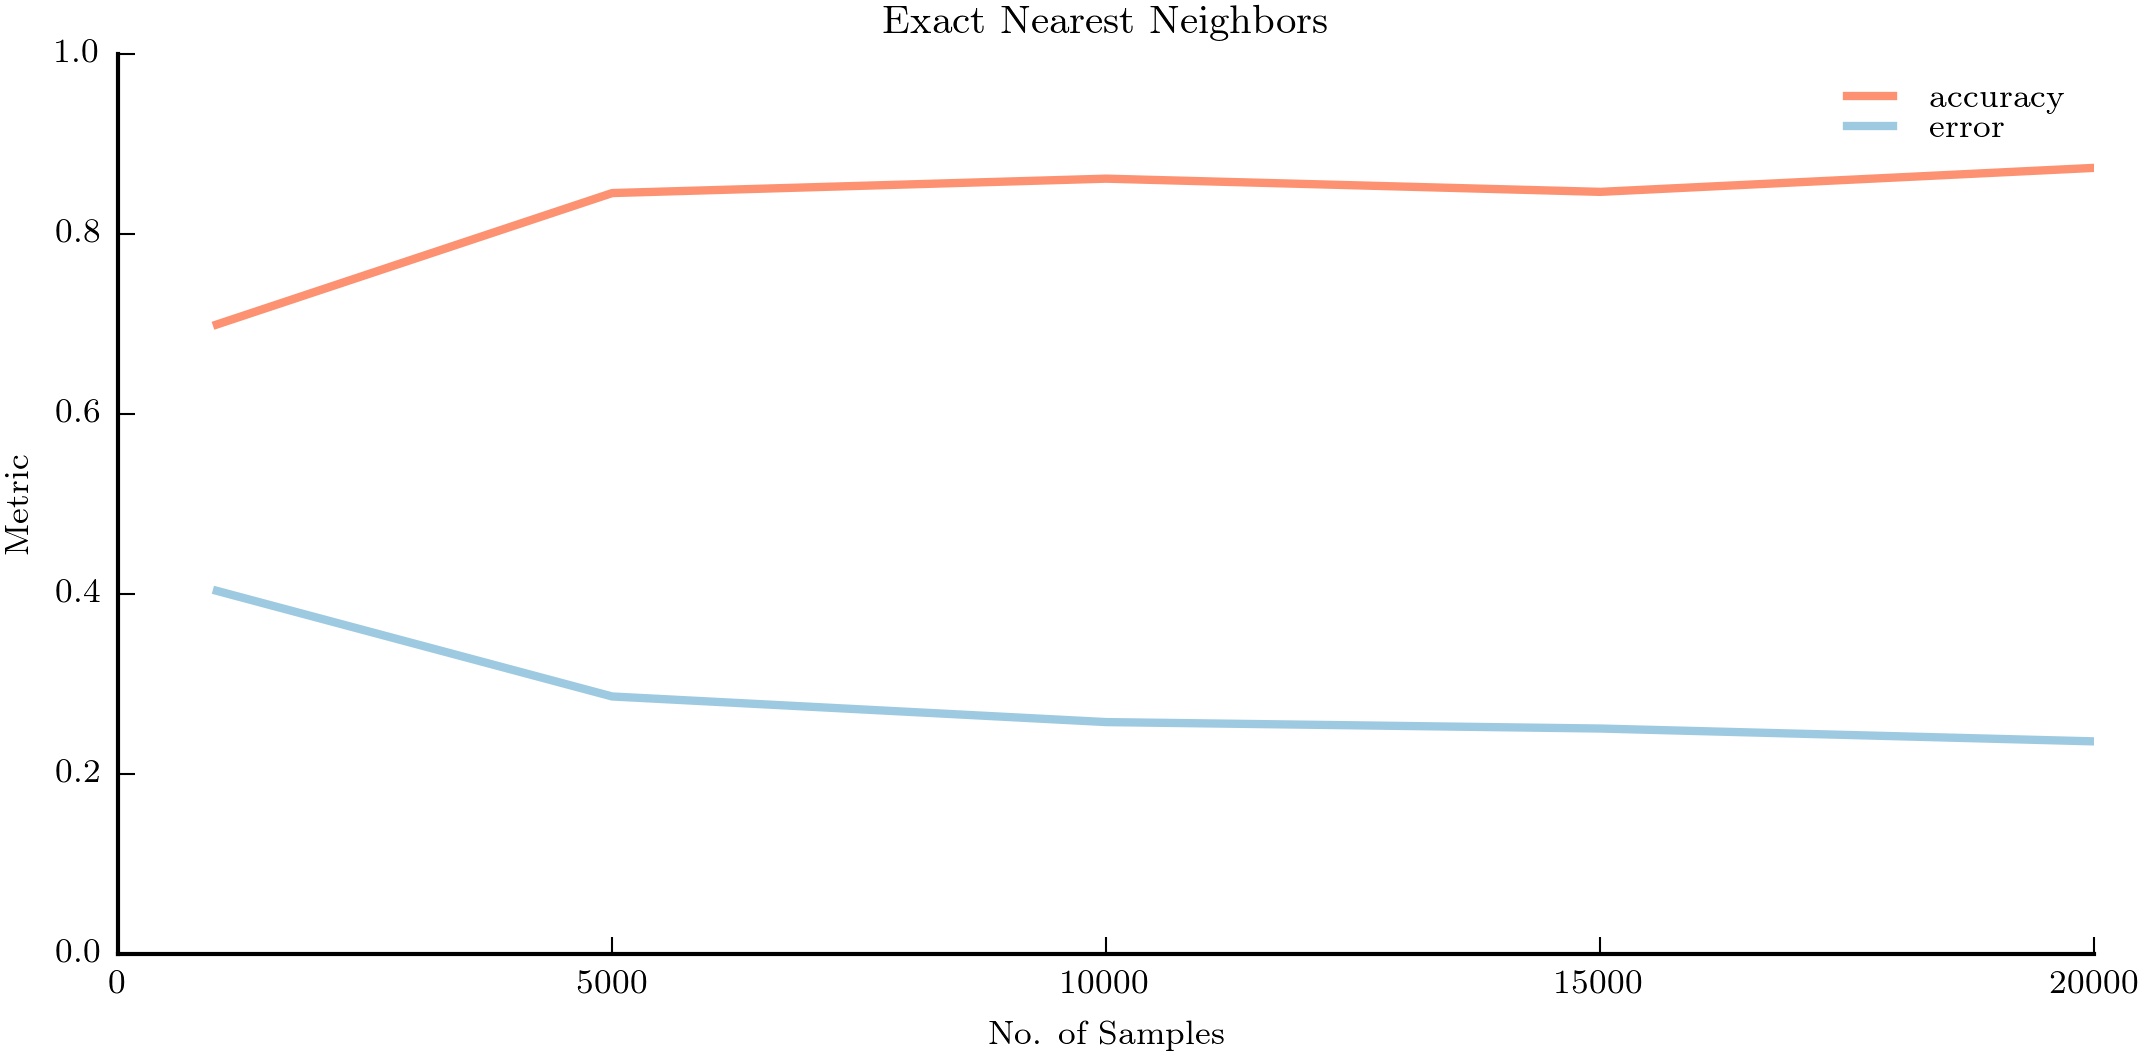 Exact Nearest Neighbors
1.0
accuracy
error
0.8
0.6
Metric
0.4
0.2
0.0
0 5000 10000 15000 20000
No. of Samples